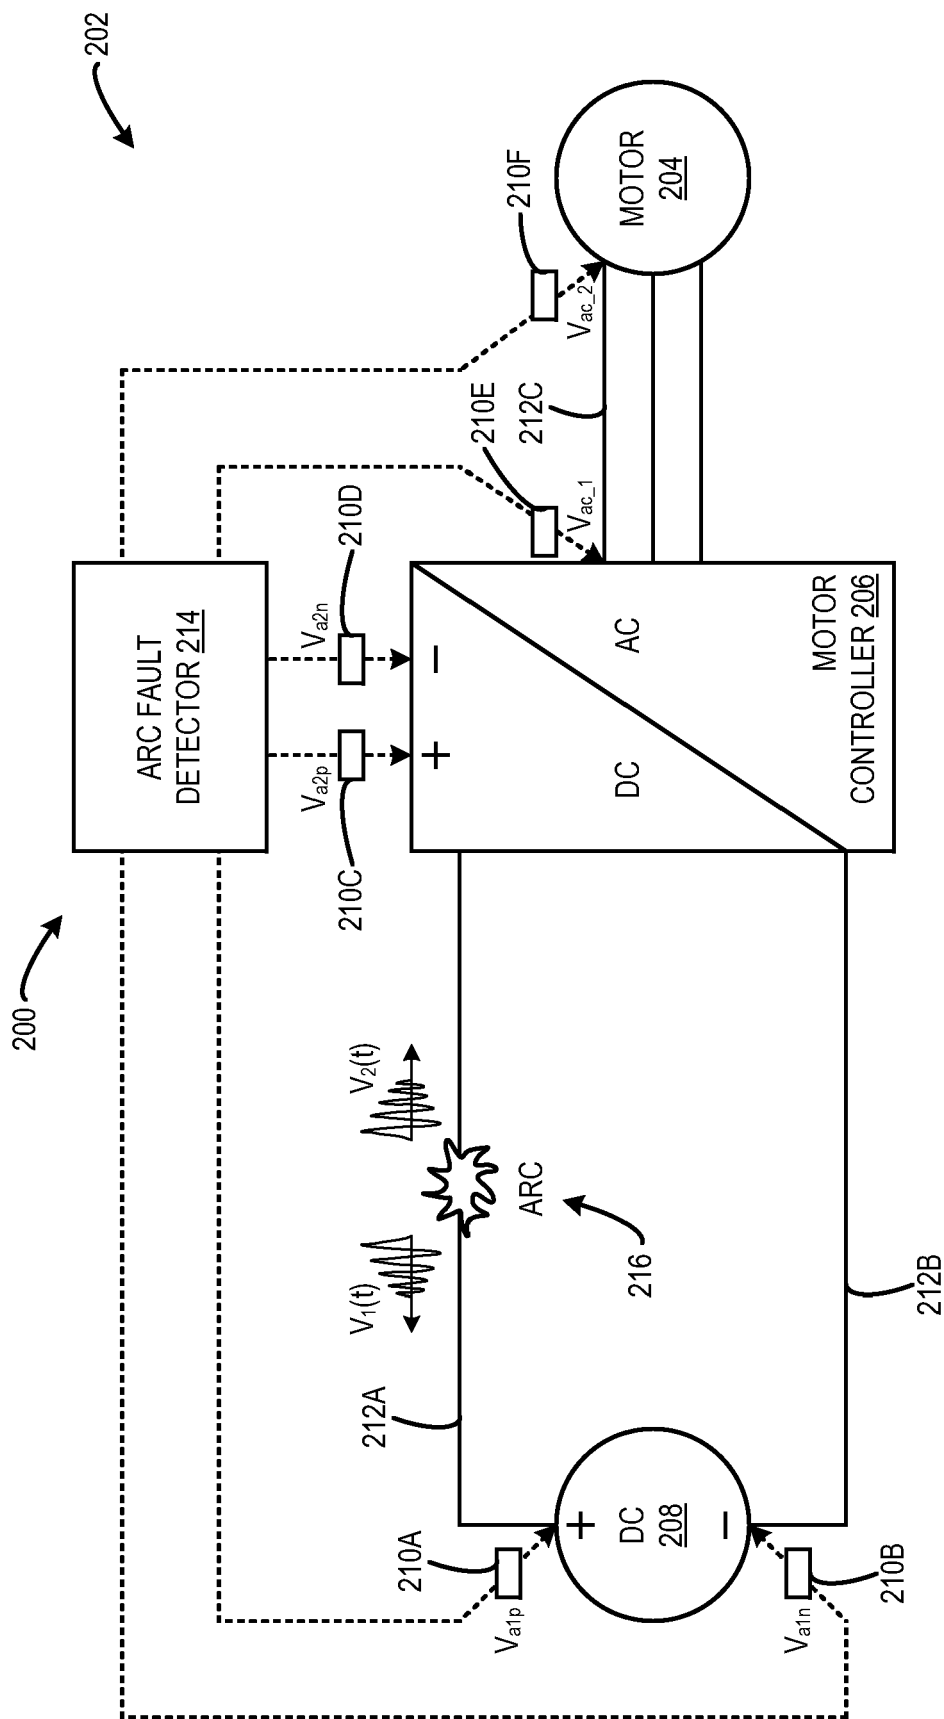 200
202
ARC FAULT
DETECTOR 214
Va2p
Va2n
210C
210D
210E
210F
V1(t)
V2(t)
ARC
216
212A
212B
212C
+
-
DC
AC
MOTOR
CONTROLLER 206
Vac_1
Vac_2
MOTOR
204
210A
Va1p
+
DC
208
-
Va1n
210B